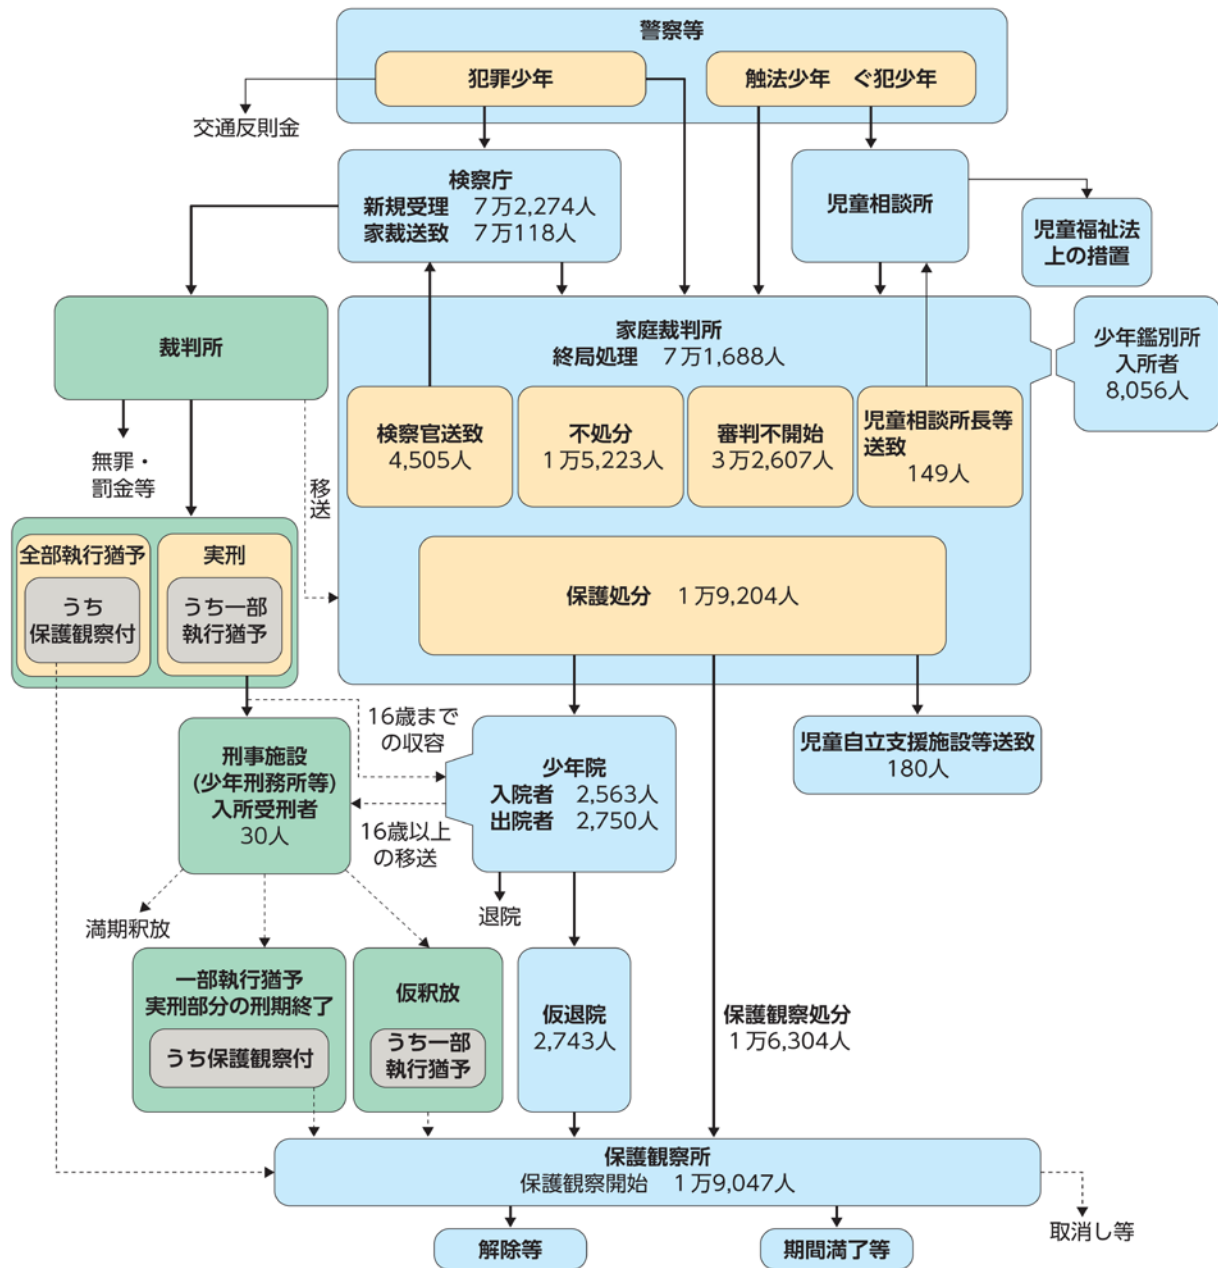 警察等
犯罪少年
触法少年　ぐ犯少年
交通反則金
検察庁
新規受理　7万2,274人
家裁送致　7万118人
児童相談所
児童福祉法
上の措置
裁判所
家庭裁判所
終局処理　7万1,688人
少年鑑別所
入所者
8,056人
検察官送致
4,505人
不処分
1万5,223人
審判不開始
3万2,607人
児童相談所長等
送致
149人
無罪・
罰金等
移送
全部執行猶予
うち
保護観察付
実刑
うち一部
執行猶予
保護処分　1万9,204人
16歳まで
の収容
刑事施設
(少年刑務所等)
入所受刑者
30人
16歳以上
の移送
少年院
入院者　2,563人
出院者　2,750人
児童自立支援施設等送致
180人
満期釈放
退院
一部執行猶予
実刑部分の刑期終了
うち保護観察付
仮釈放
うち一部
執行猶予
仮退院
2,743人
保護観察処分
1万6,304人
保護観察所
保護観察開始　1万9,047人
取消し等
解除等
期間満了等